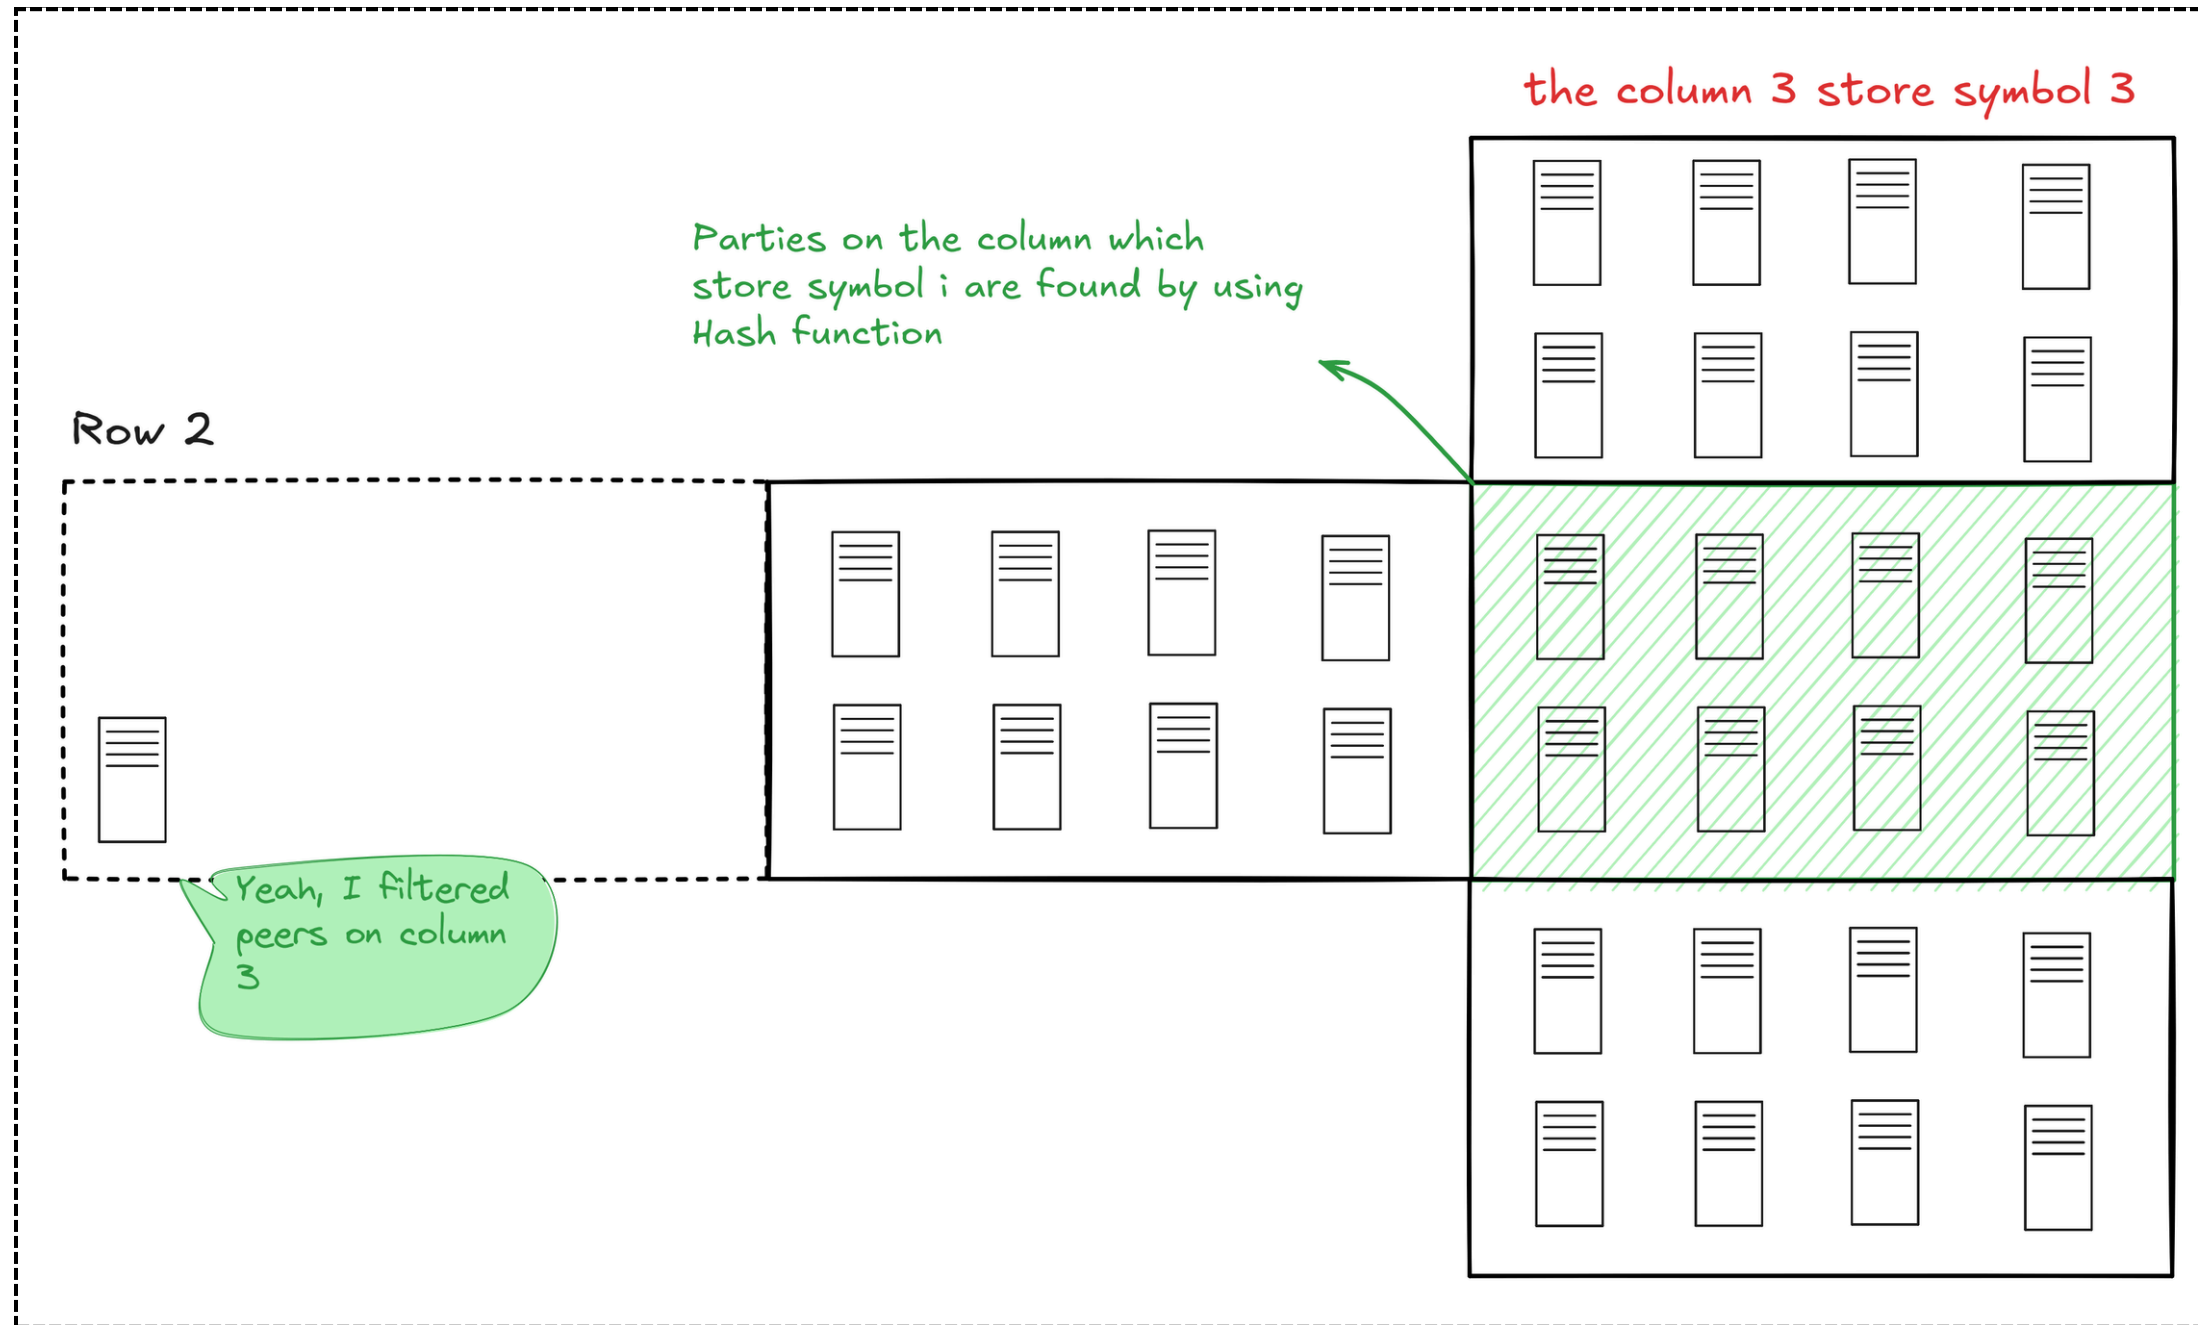 the column 3 store symbol 3
Parties on the column which
store symbol i are found by using
Hash function
Row 2
Yeah, I filtered
peers on column
3